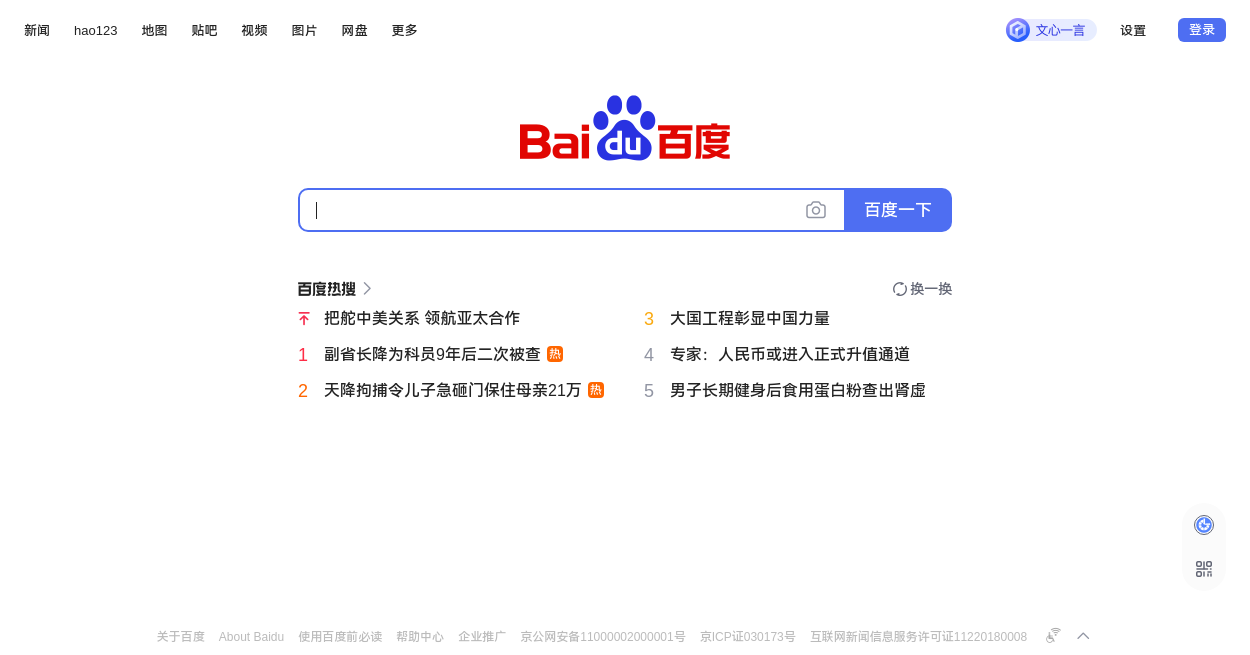 新闻 hao123 地图 贴吧 视频 图片 网盘 更多 文心一言 设置 登录
Bai du 百度
百度一下
百度热搜 换一换
把舵中美关系 领航亚太合作
1 副省长降为科员9年后二次被查 热
2 天降拘捕令儿子急砸门保住母亲21万 热
3 大国工程彰显中国力量
4 专家：人民币或进入正式升值通道
5 男子长期健身后食用蛋白粉查出肾虚
关于百度 About Baidu 使用百度前必读 帮助中心 企业推广 京公网安备11000002000001号 京ICP证030173号 互联网新闻信息服务许可证11220180008